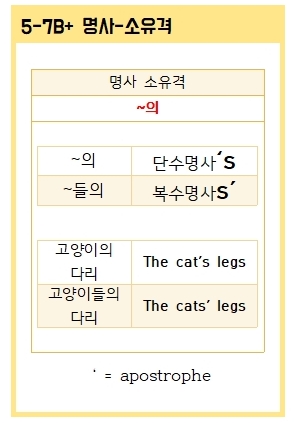 5-7B+ 명사-소유격
명사 소유격
~의
~의 단수명사‘s
~들의 복수명사s’
고양이의
다리 The cat’s legs
고양이들의
다리 The cats’ legs
‘ = apostrophe